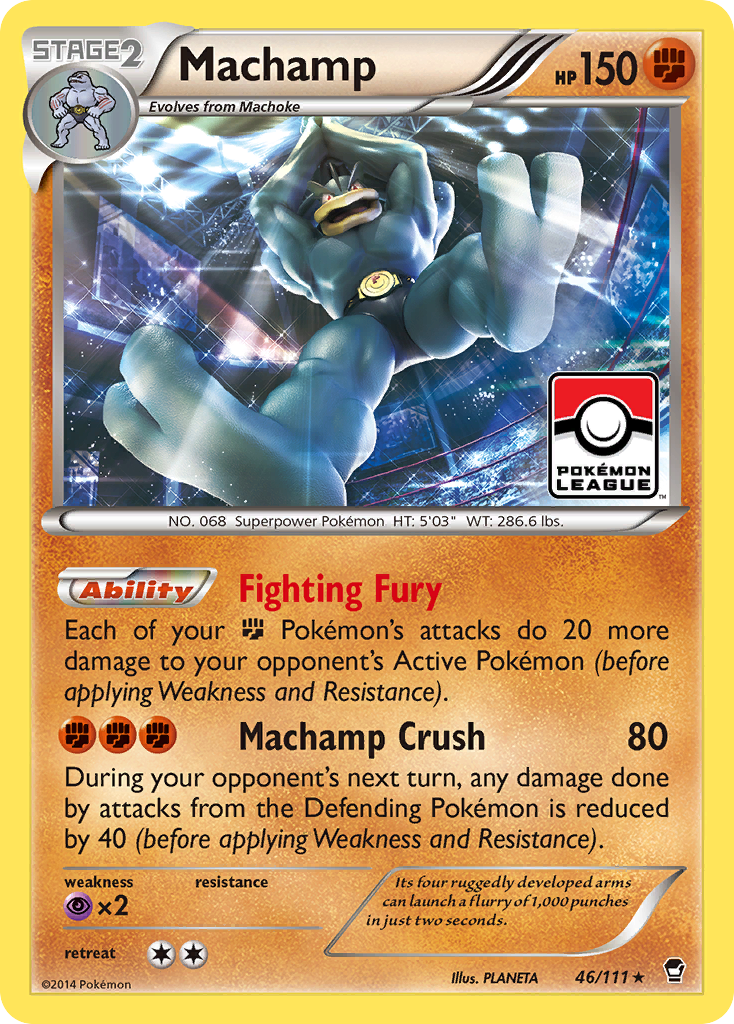 STAGE2
Machamp
HP 150
Evolves from Machoke
POKÉMON
LEAGUE
™
NO. 068 Superpower Pokémon HT: 5'03" WT: 286.6 lbs.
Ability Fighting Fury
Each of your Pokémon's attacks do 20 more
damage to your opponent's Active Pokémon (before
applying Weakness and Resistance).
Machamp Crush 80
During your opponent's next turn, any damage done
by attacks from the Defending Pokémon is reduced
by 40 (before applying Weakness and Resistance).
weakness resistance
×2
Its four ruggedly developed arms
can launch a flurry of 1,000 punches
in just two seconds.
retreat
©2014 Pokémon
Illus. PLANETA 46/111 ★